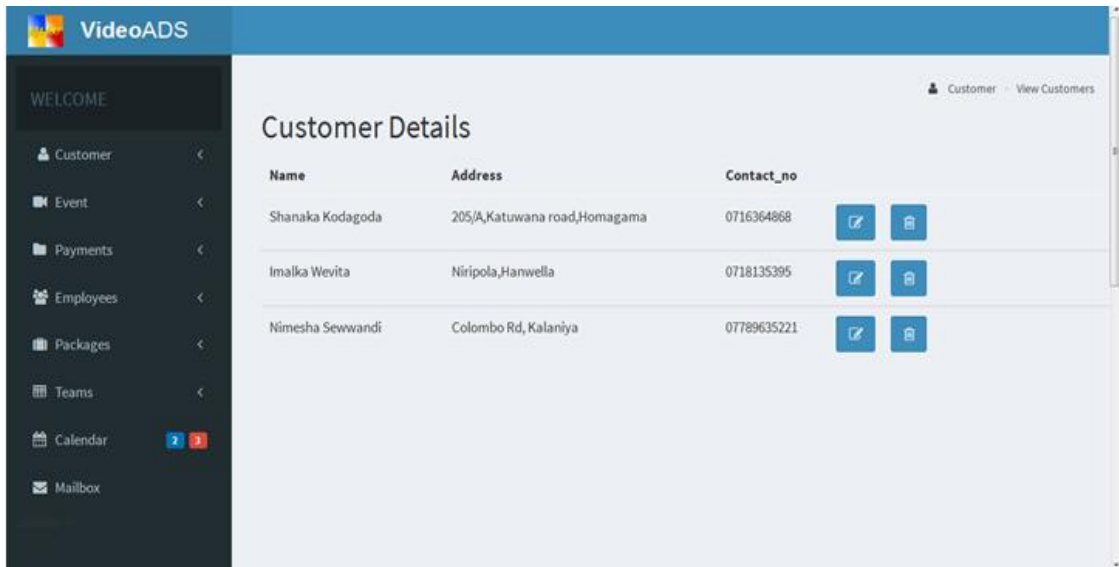 VideoADS
WELCOME
Customer
Event
Payments
Employees
Packages
Teams
Calendar 2 3
Mailbox
Customer - View Customers
Customer Details
Name Address Contact_no
Shanaka Kodagoda 205/A,Katuwana road,Homagama 0716364868
Imalka Wevita Niripola,Hanwella 0718135395
Nimesha Sewwandi Colombo Rd, Kalaniya 07789635221